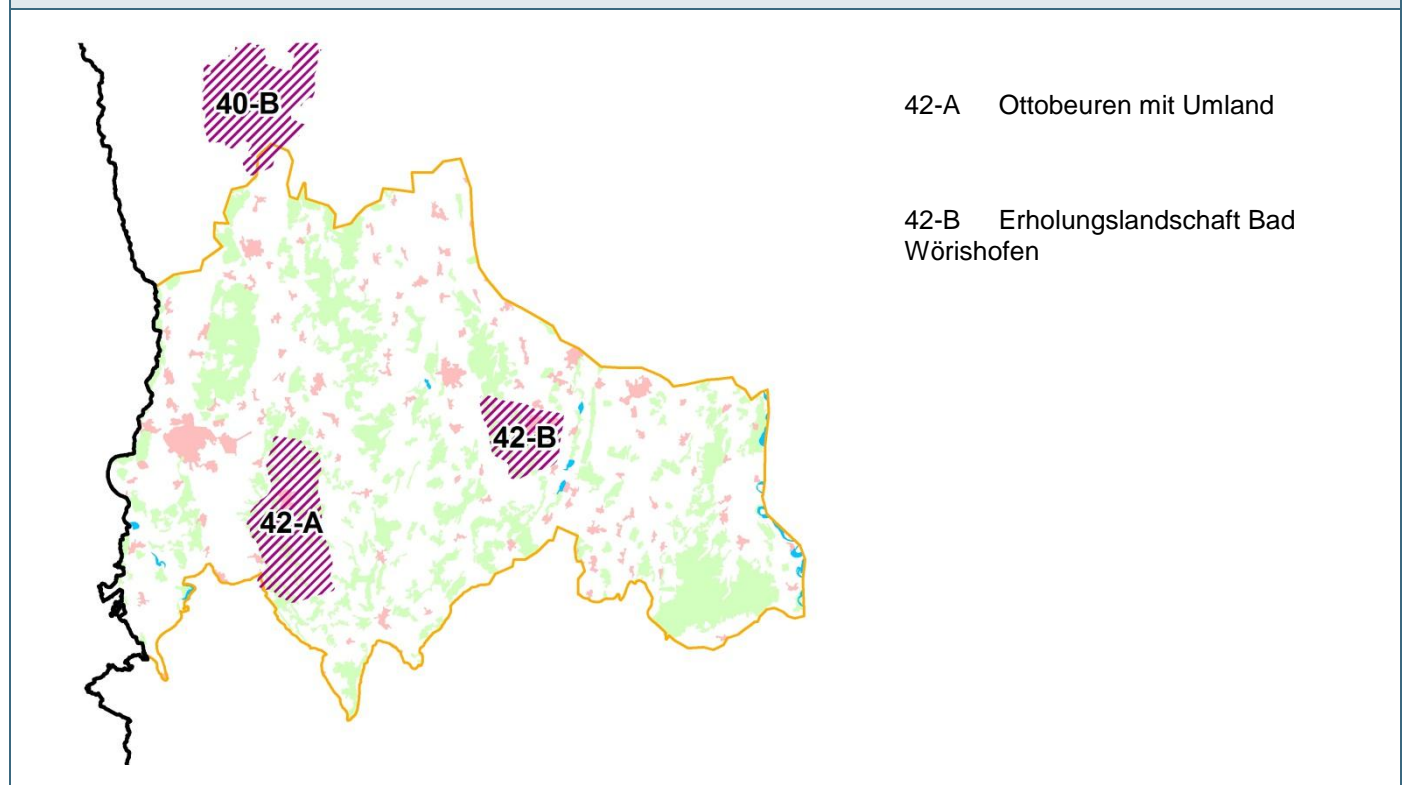 40-B
42-A
42-B
42-A Ottobeuren mit Umland
42-B Erholungslandschaft Bad
Wörishofen